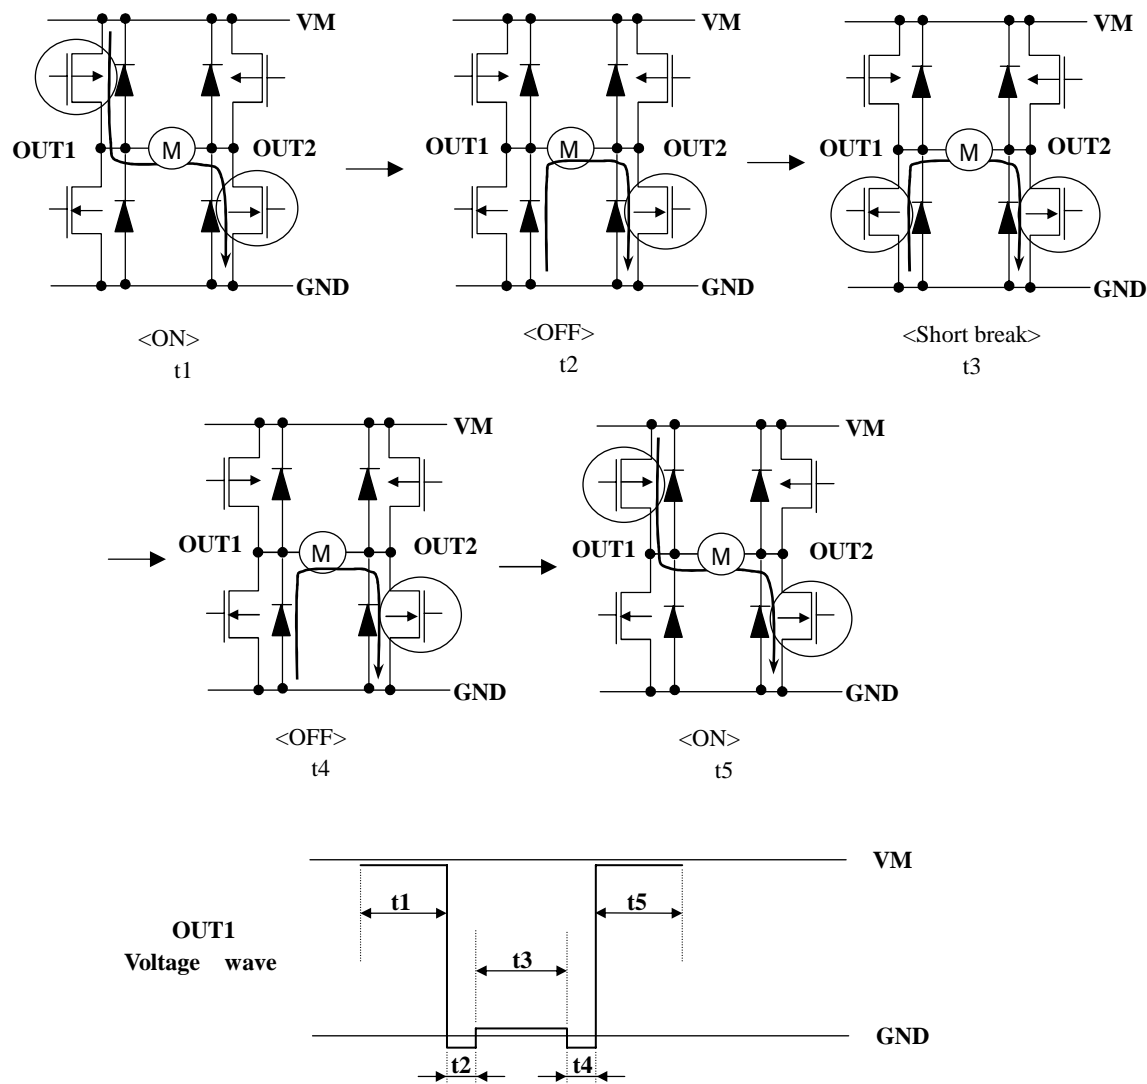 VM VM VM
OUT1 M OUT2 OUT1 M OUT2 OUT1 M OUT2
GND GND GND
<ON> <OFF> <Short break>
t1 t2 t3
VM VM
OUT1 M OUT2 OUT1 M OUT2
GND GND
<OFF> <ON>
t4 t5
VM
t1 t5
OUT1
Voltage wave
t3
GND
t2 t4